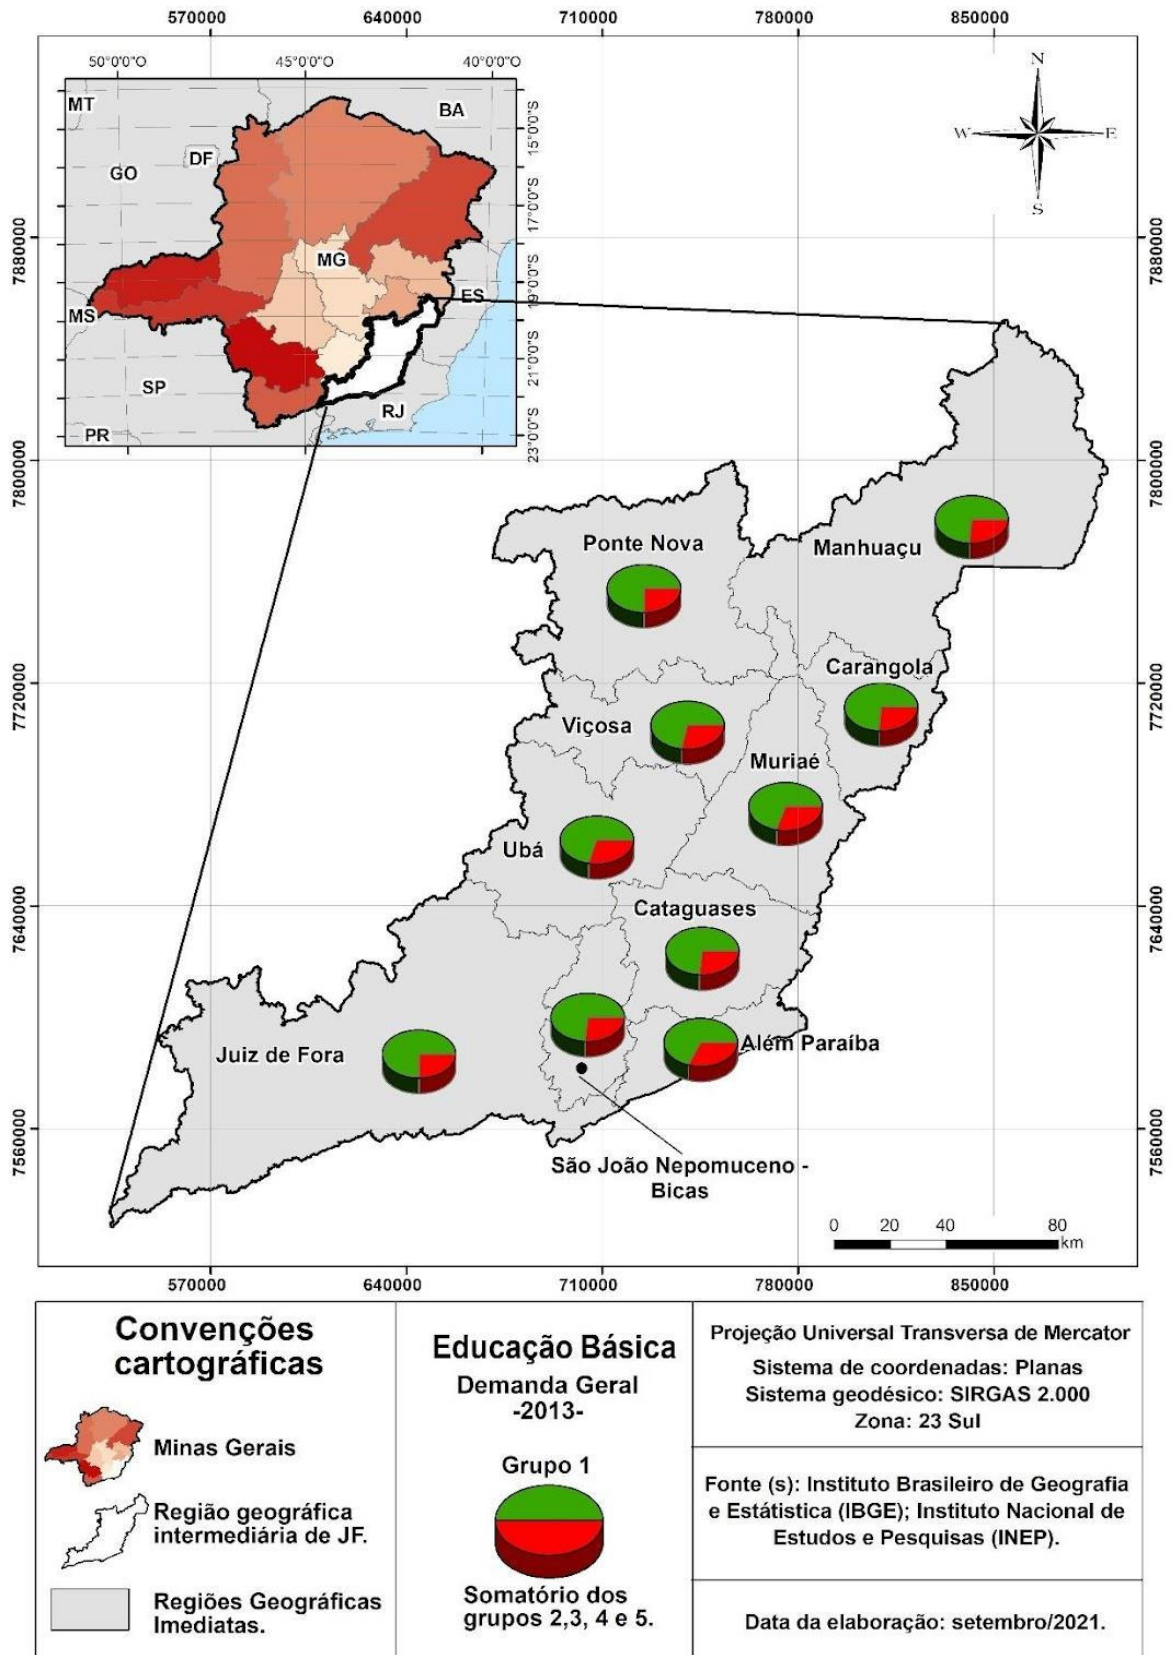 570000 640000 710000 780000 850000
50°0'0"O 45°0'0"O 40°0'0"O
MT
BA
DF
GO
MG
ES
MS
SP
RJ
PR
15°0'0"S
17°0'0"S
19°0'0"S
21°0'0"S
23°0'0"S
N
W E
S
7880000 7880000
7800000 7800000
Ponte Nova
Manhuaçu
Carangola
7720000 7720000
Viçosa
Muriaé
Ubá
Cataguases
7640000 7640000
Juiz de Fora
Além Paraíba
7560000 7560000
São João Nepomuceno -
Bicas
0 20 40 80
km
570000 640000 710000 780000 850000
Convenções
cartográficas
Minas Gerais
Região geográfica
intermediária de JF.
Regiões Geográficas
Imediatas.
Educação Básica
Demanda Geral
-2013-
Grupo 1
Somatório dos
grupos 2,3, 4 e 5.
Projeção Universal Transversa de Mercator
Sistema de coordenadas: Planas
Sistema geodésico: SIRGAS 2.000
Zona: 23 Sul
Fonte (s): Instituto Brasileiro de Geografia
e Estátistica (IBGE); Instituto Nacional de
Estudos e Pesquisas (INEP).
Data da elaboração: setembro/2021.